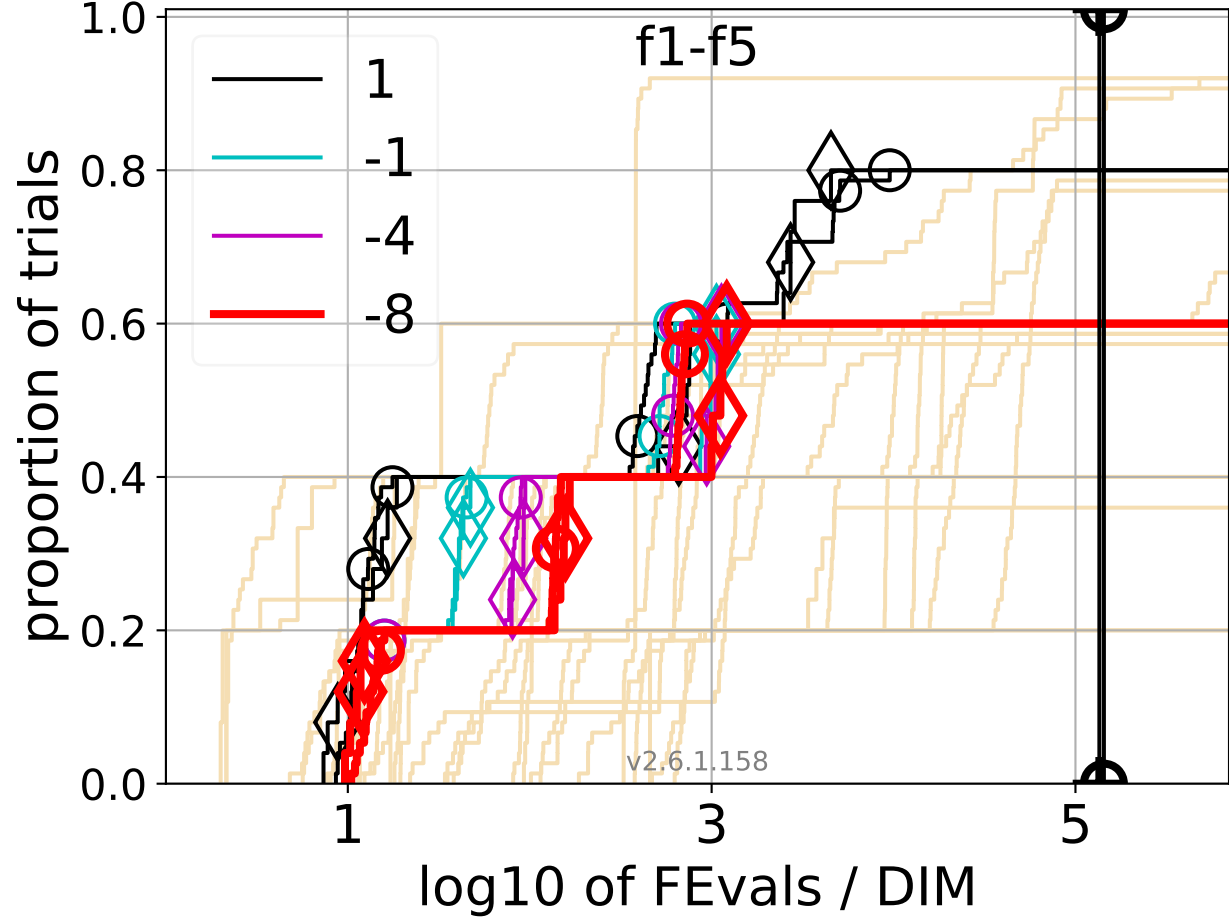 f1-f5
1
-1
-4
-8
1.0
0.8
0.6
0.4
0.2
0.0
proportion of trials
v2.6.1.158
1 3 5
log10 of FEvals / DIM